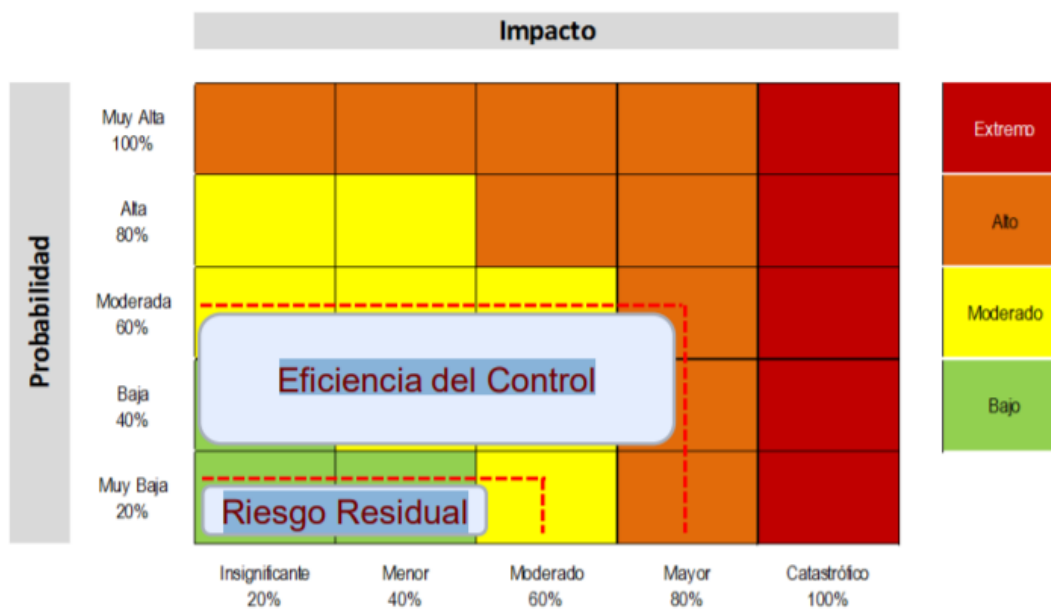 Impacto
Probabilidad
Muy Alta
100%
Alta
80%
Moderada
60%
Baja
40%
Muy Baja
20%
Eficiencia del Control
Riesgo Residual
Insignificante
20%
Menor
40%
Moderado
60%
Mayor
80%
Catastrófico
100%
Extremo
Alto
Moderado
Bajo